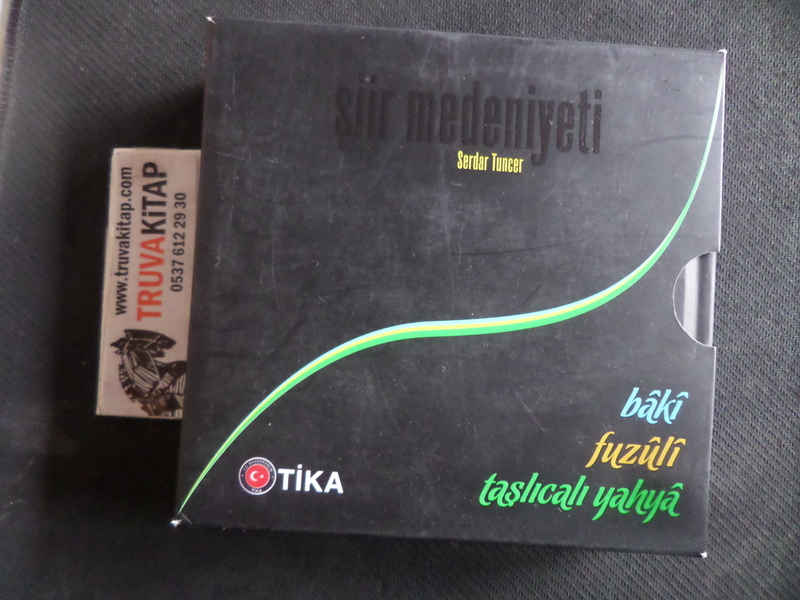 şiir medeniyeti
Serdar Tuncer
www.truvakitap.com
TRUVAKİTAP
0537 612 29 30
bâkî
fuzûlî
taşlıcalı yahyâ
TİKA